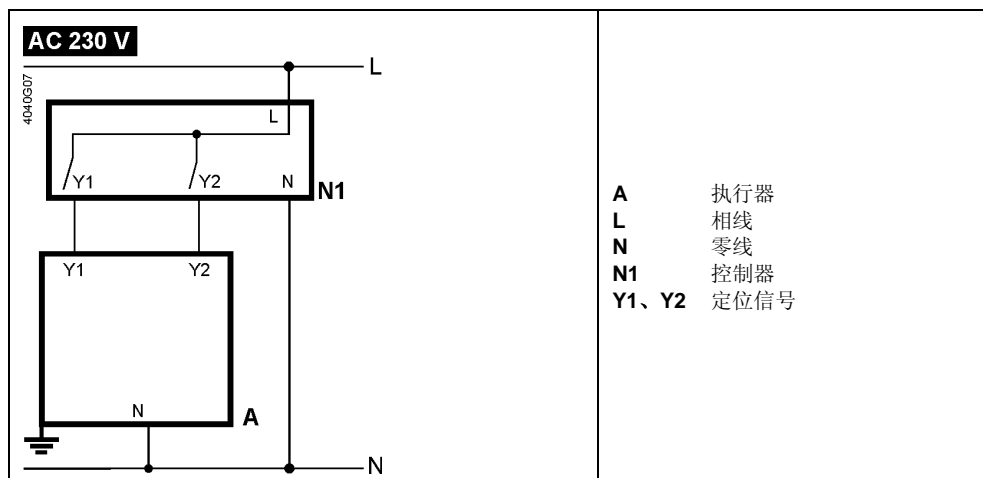 AC 230 V
L
4040G07
L
Y1
Y2
N
N1
Y1
Y2
N
A
N
A 执行器
L 相线
N 零线
N1 控制器
Y1、Y2 定位信号